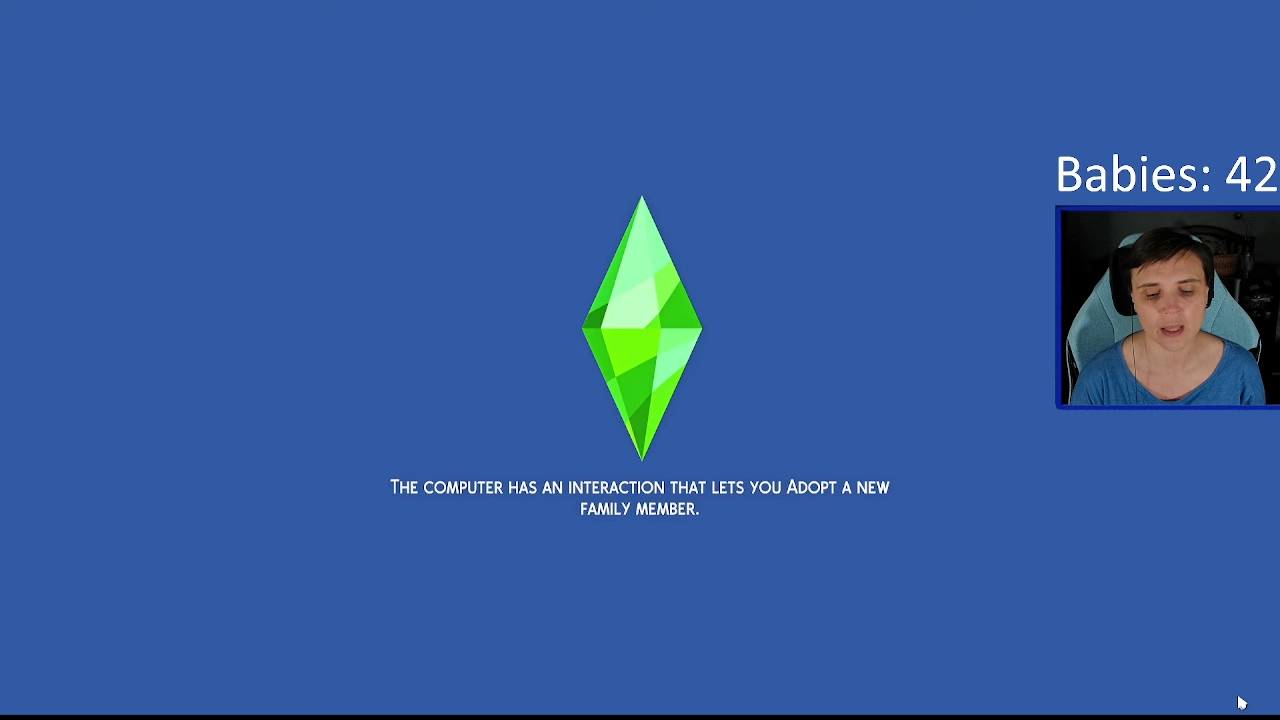 Babies: 42
The computer has an interaction that lets you Adopt a new
family member.